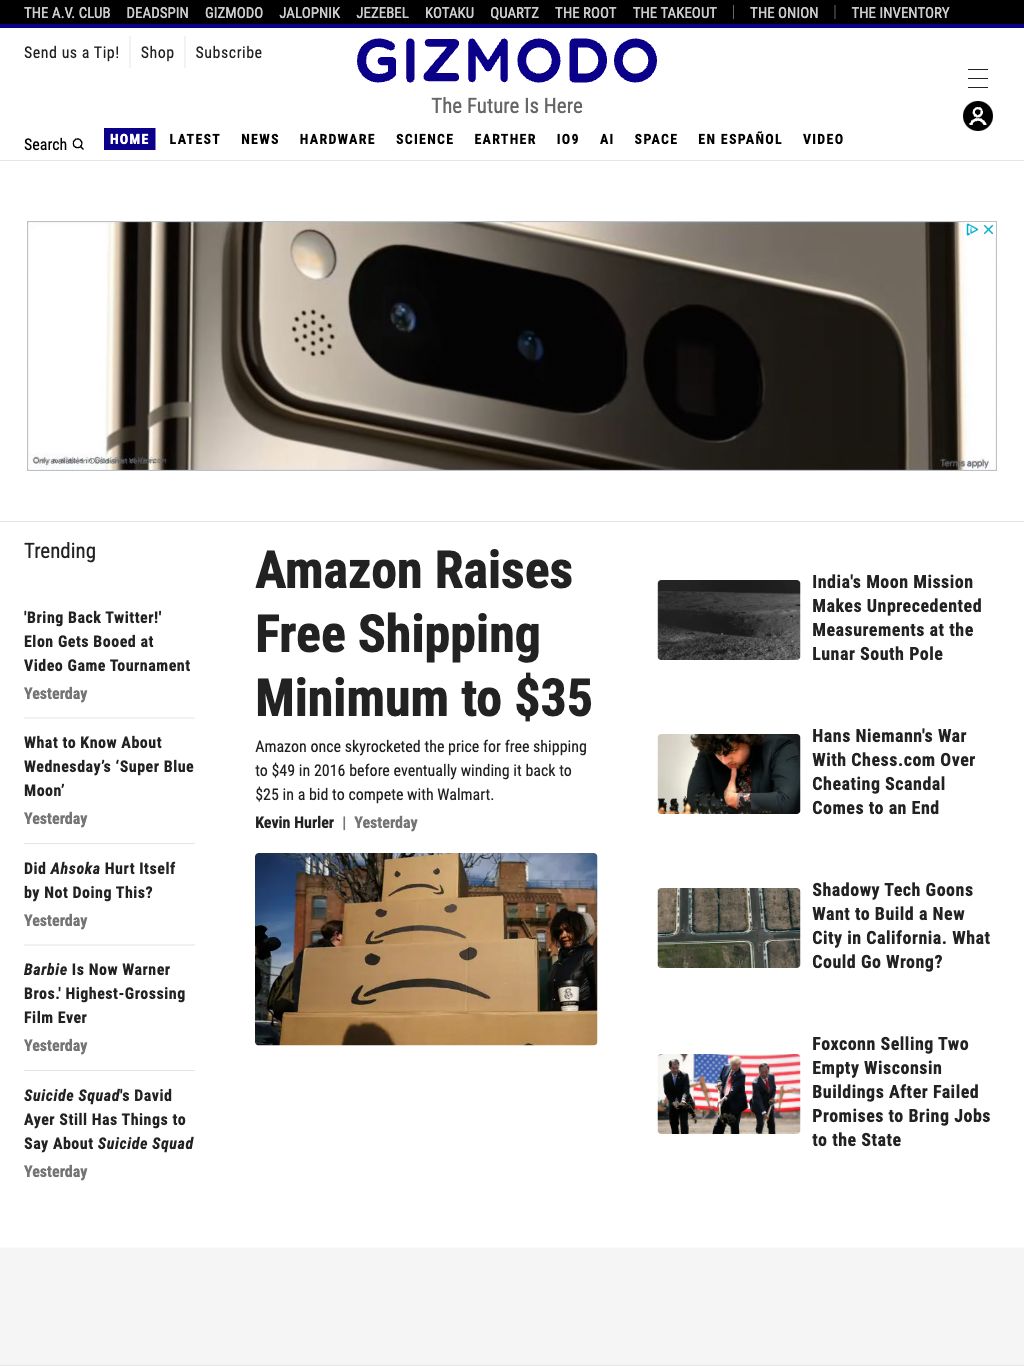 THE A.V. CLUB DEADSPIN GIZMODO JALOPNIK JEZEBEL KOTAKU QUARTZ THE ROOT THE TAKEOUT THE ONION THE INVENTORY
Send us a Tip! Shop Subscribe
GIZMODO
The Future Is Here
Search HOME LATEST NEWS HARDWARE SCIENCE EARTHER IO9 AI SPACE EN ESPAÑOL VIDEO
Terms apply
Trending
'Bring Back Twitter!'
Elon Gets Booed at
Video Game Tournament
Yesterday
What to Know About
Wednesday’s ‘Super Blue
Moon’
Yesterday
Did Ahsoka Hurt Itself
by Not Doing This?
Yesterday
Barbie Is Now Warner
Bros.' Highest-Grossing
Film Ever
Yesterday
Suicide Squad's David
Ayer Still Has Things to
Say About Suicide Squad
Yesterday
Amazon Raises
Free Shipping
Minimum to $35
Amazon once skyrocketed the price for free shipping
to $49 in 2016 before eventually winding it back to
$25 in a bid to compete with Walmart.
Kevin Hurler | Yesterday
India's Moon Mission
Makes Unprecedented
Measurements at the
Lunar South Pole
Hans Niemann's War
With Chess.com Over
Cheating Scandal
Comes to an End
Shadowy Tech Goons
Want to Build a New
City in California. What
Could Go Wrong?
Foxconn Selling Two
Empty Wisconsin
Buildings After Failed
Promises to Bring Jobs
to the State